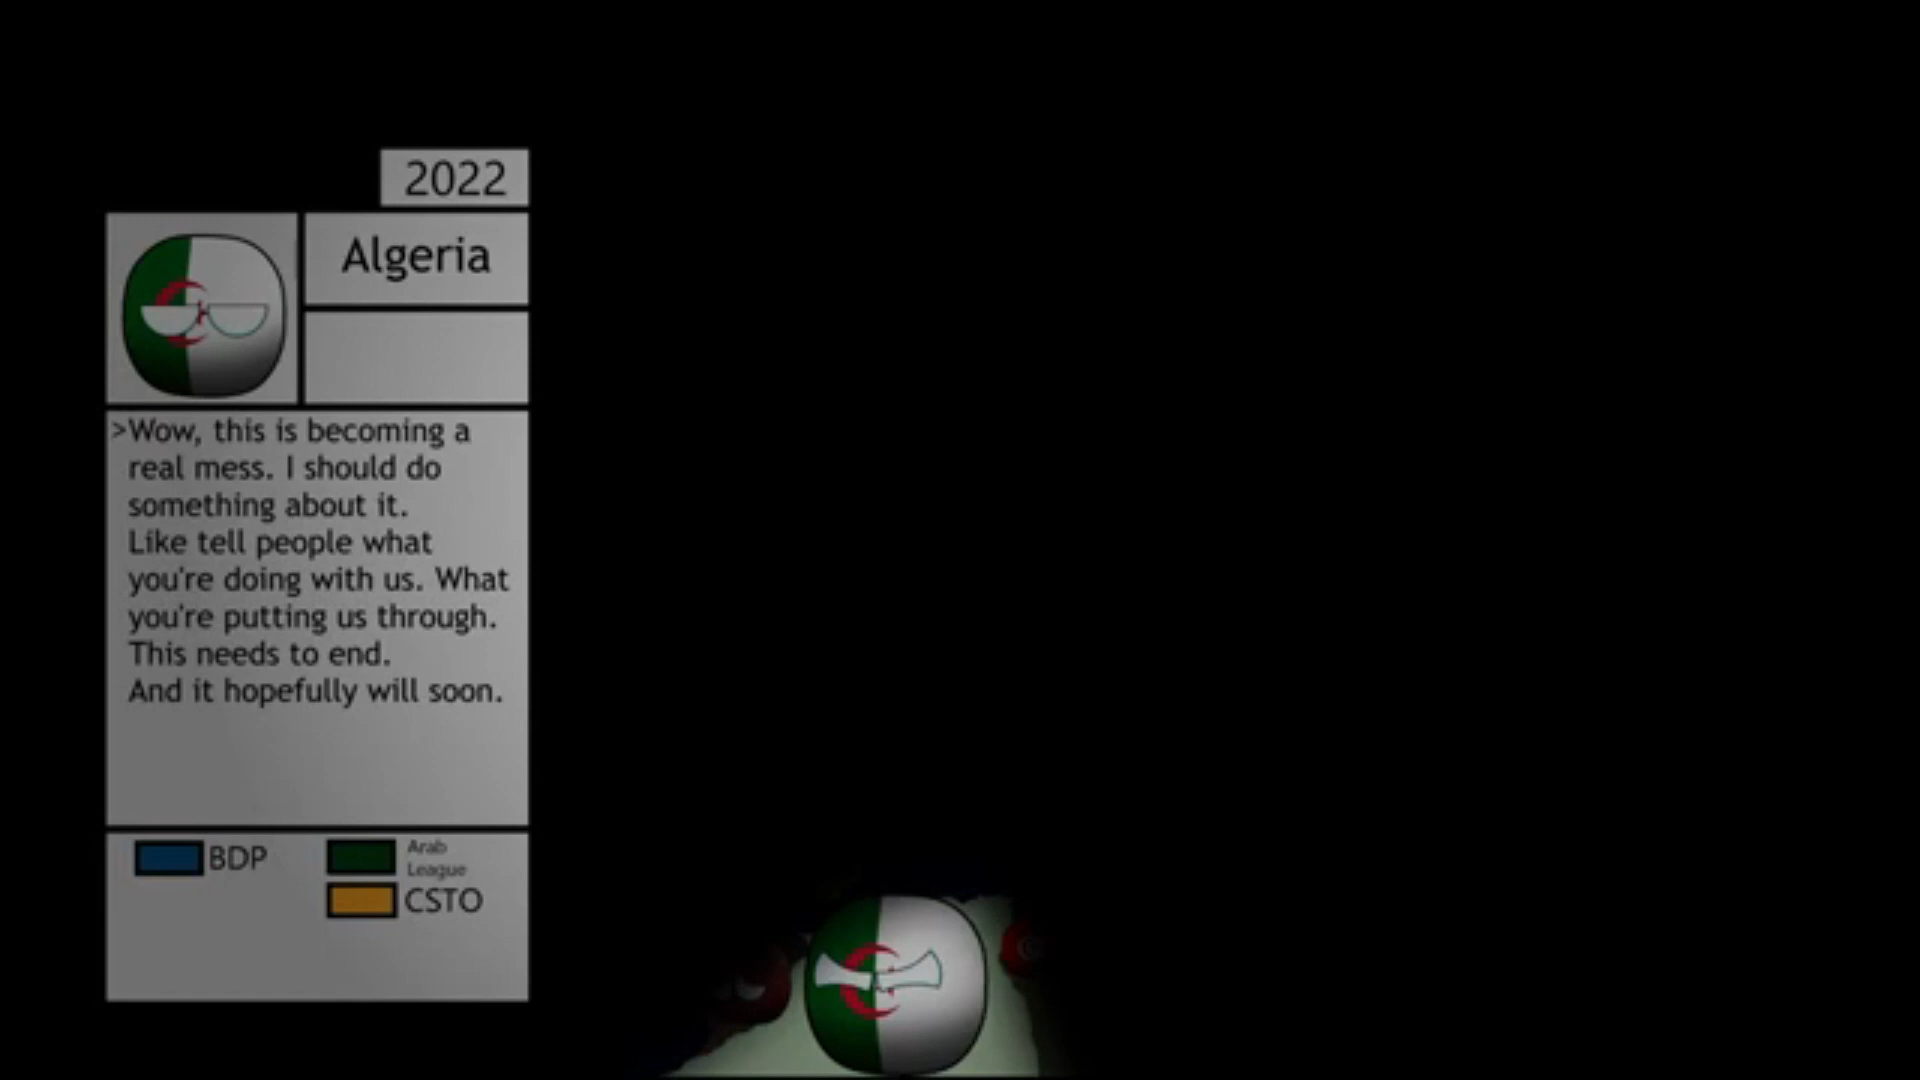 2022
Algeria
>Wow, this is becoming a
real mess. I should do
something about it.
Like tell people what
you're doing with us. What
you're putting us through.
This needs to end.
And it hopefully will soon.
BDP
Arab
League
CSTO